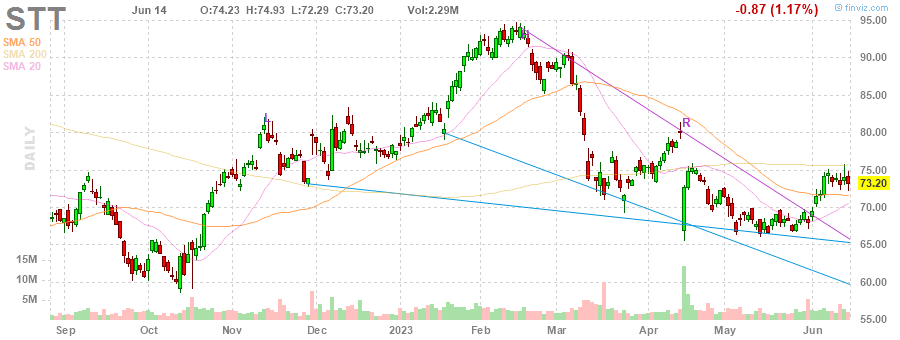 STT Jun 14 O:74.23 H:74.93 L:72.29 C:73.20 Vol:2.29M -0.87 (1.17%) © finviz.com
SMA 50
SMA 200
SMA 20
DAILY
L
R
95.00
90.00
85.00
80.00
75.00
73.20
70.00
65.00
60.00
55.00
15M
10M
5M
Sep Oct Nov Dec 2023 Feb Mar Apr May Jun